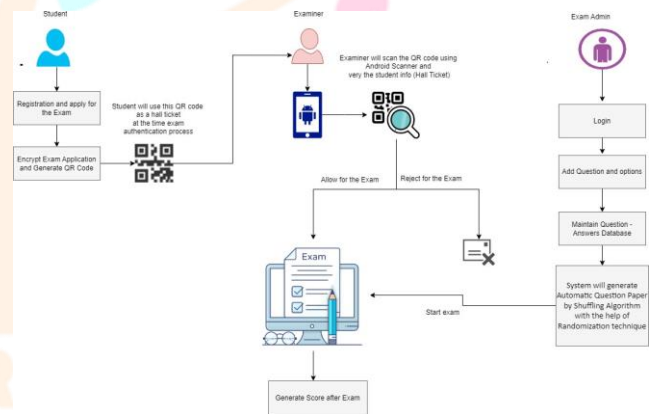 Student
Examiner
Exam Admin
Registration and apply for
the Exam
Encrypt Exam Application
and Generate QR Code
Student will use this QR code
as a hall ticket
at the time exam
authentication process
Examiner will scan the QR code using
Android Scanner and
very the student info (Hall Ticket)
Allow for the Exam
Reject for the Exam
Exam
Login
Add Question and options
Maintain Question -
Answers Database
System will generate
Automatic Question Paper
by Shuffling Algorithm
with the help of
Randomization technique
Start exam
Generate Score after Exam